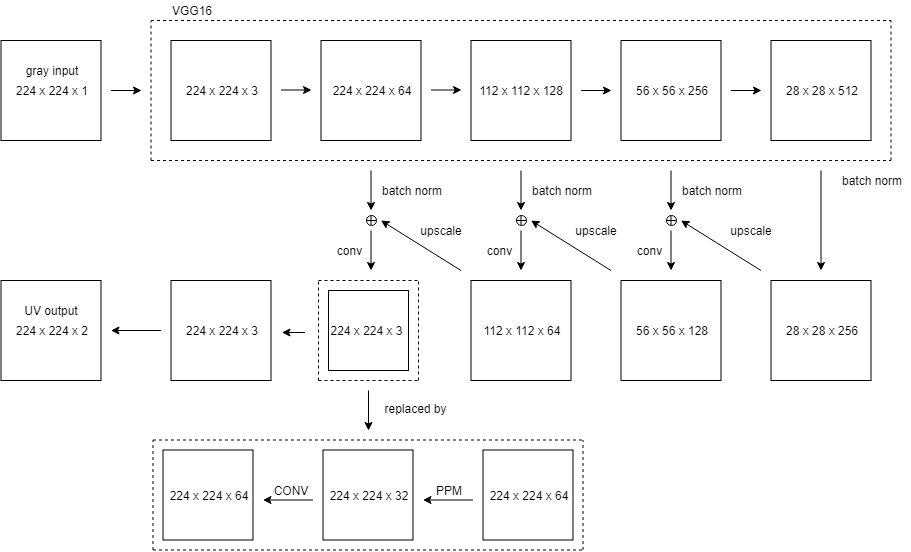 VGG16
gray input
224 x 224 x 1
224 x 224 x 3
224 x 224 x 64
112 x 112 x 128
56 x 56 x 256
28 x 28 x 512
batch norm
batch norm
batch norm
batch norm
upscale
upscale
upscale
conv
conv
conv
UV output
224 x 224 x 2
224 x 224 x 3
224 x 224 x 3
112 x 112 x 64
56 x 56 x 128
28 x 28 x 256
replaced by
224 x 224 x 64
CONV
224 x 224 x 32
PPM
224 x 224 x 64